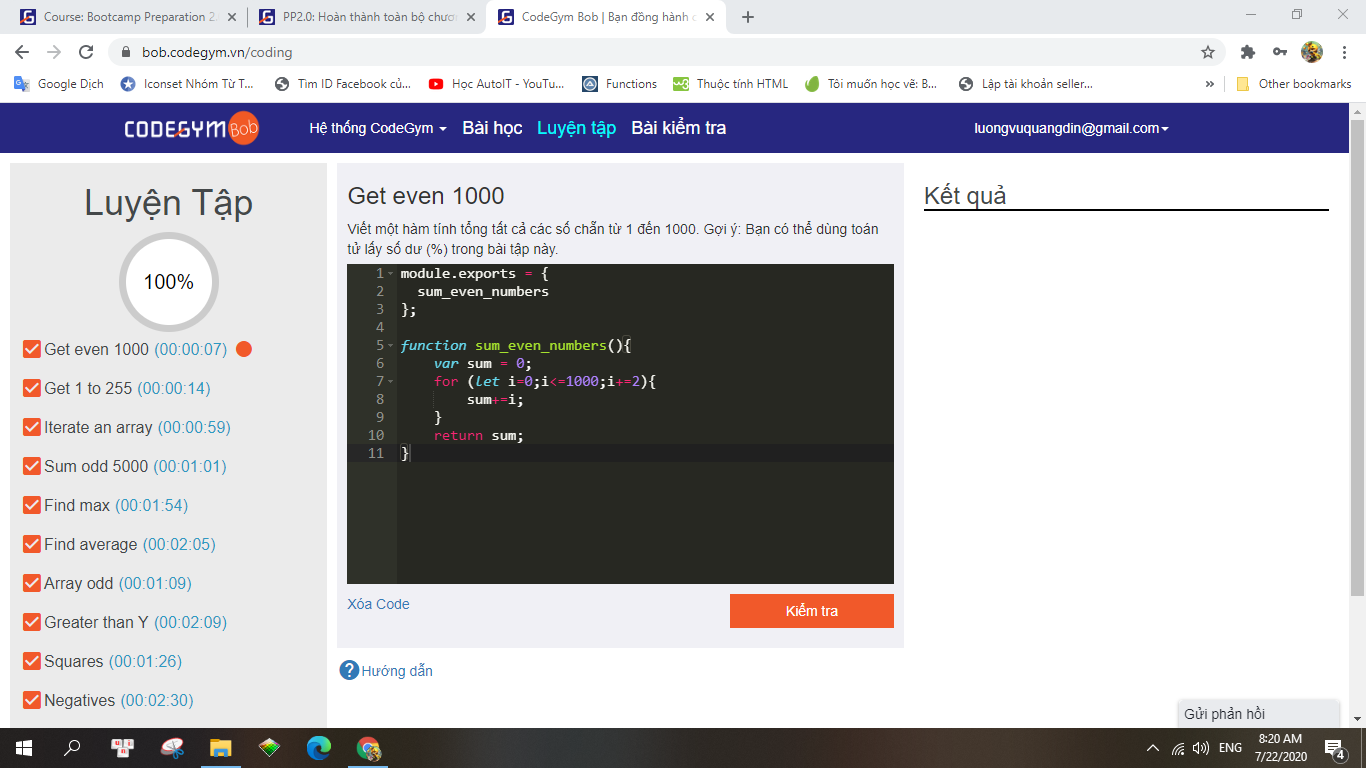 Course: Bootcamp Preparation 2.
PP2.0: Hoàn thành toàn bộ chươn
CodeGym Bob | Bạn đồng hành c
bob.codegym.vn/coding
Google Dịch
Iconset Nhóm Từ T...
Tìm ID Facebook củ...
Học AutoIT - YouTu...
Functions
Thuộc tính HTML
Tôi muốn học vẽ: B...
Lập tài khoản seller...
»
Other bookmarks
CODEGYM Bob
Hệ thống CodeGym
Bài học
Luyện tập
Bài kiểm tra
luongvuquangdin@gmail.com
Luyện Tập
100%
Get even 1000 (00:00:07)
Get 1 to 255 (00:00:14)
Iterate an array (00:00:59)
Sum odd 5000 (00:01:01)
Find max (00:01:54)
Find average (00:02:05)
Array odd (00:01:09)
Greater than Y (00:02:09)
Squares (00:01:26)
Negatives (00:02:30)
Get even 1000
Viết một hàm tính tổng tất cả các số chẵn từ 1 đến 1000. Gợi ý: Bạn có thể dùng toán
tử lấy số dư (%) trong bài tập này.
1 module.exports = {
2 sum_even_numbers
3 };
4
5 function sum_even_numbers(){
6 var sum = 0;
7 for (let i=0;i<=1000;i+=2){
8 sum+=i;
9 }
10 return sum;
11 }
Xóa Code
Kiểm tra
? Hướng dẫn
Kết quả
Gửi phản hồi
ENG
8:20 AM
7/22/2020
4